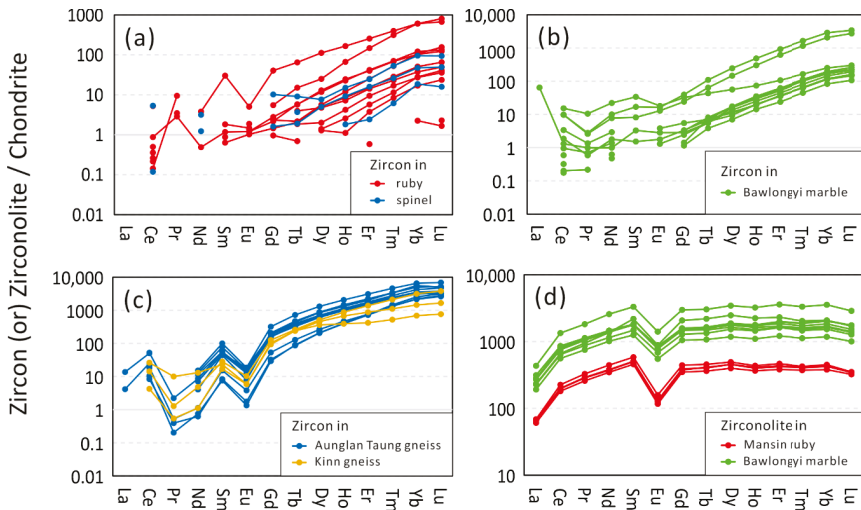 Zircon (or) Zirconolite / Chondrite
(a)
1000
100
10
1
0.1
0.01
Zircon in
ruby
spinel
La Ce Pr Nd Sm Eu Gd Tb Dy Ho Er Tm Yb Lu
(b)
10,000
1000
100
10
1
0.1
0.01
Zircon in
Bawlongyi marble
La Ce Pr Nd Sm Eu Gd Tb Dy Ho Er Tm Yb Lu
(c)
10,000
1000
100
10
1
0.1
0.01
Zircon in
Aunglan Taung gneiss
Kinn gneiss
La Ce Pr Nd Sm Eu Gd Tb Dy Ho Er Tm Yb Lu
(d)
10,000
1000
100
10
Zirconolite in
Mansin ruby
Bawlongyi marble
La Ce Pr Nd Sm Eu Gd Tb Dy Ho Er Tm Yb Lu